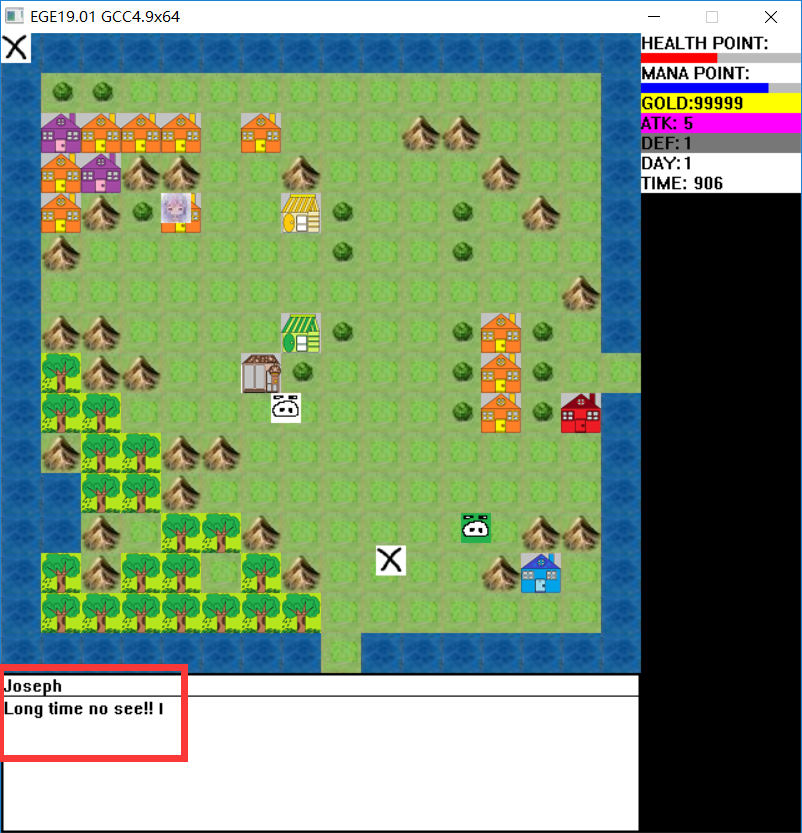 EGE19.01 GCC4.9x64
HEALTH POINT:
MANA POINT:
GOLD:99999
ATK: 5
DEF: 1
DAY: 1
TIME: 906
Joseph
Long time no see!! I